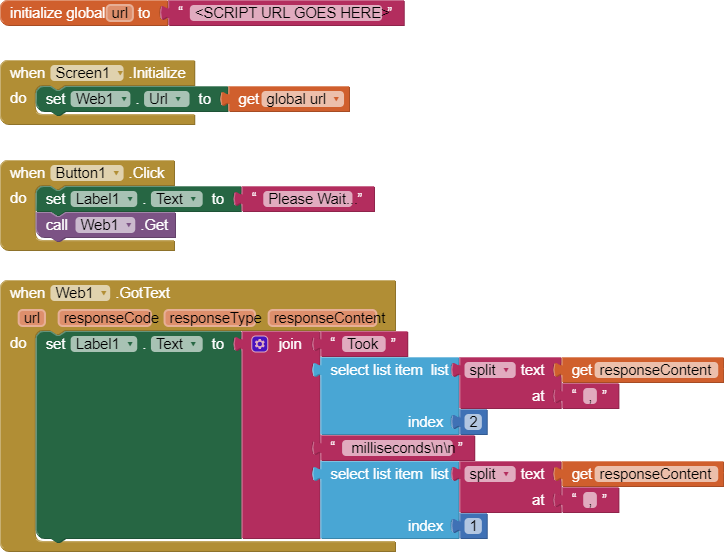 initialize global url to " <SCRIPT URL GOES HERE> "
when Screen1 .Initialize
do set Web1 . Url to get global url
when Button1 .Click
do set Label1 . Text to " Please Wait... "
call Web1 .Get
when Web1 .GotText
url responseCode responseType responseContent
do set Label1 . Text to join " Took "
select list item list split text get responseContent
at " , "
index 2
" milliseconds\n\n "
select list item list split text get responseContent
at " , "
index 1